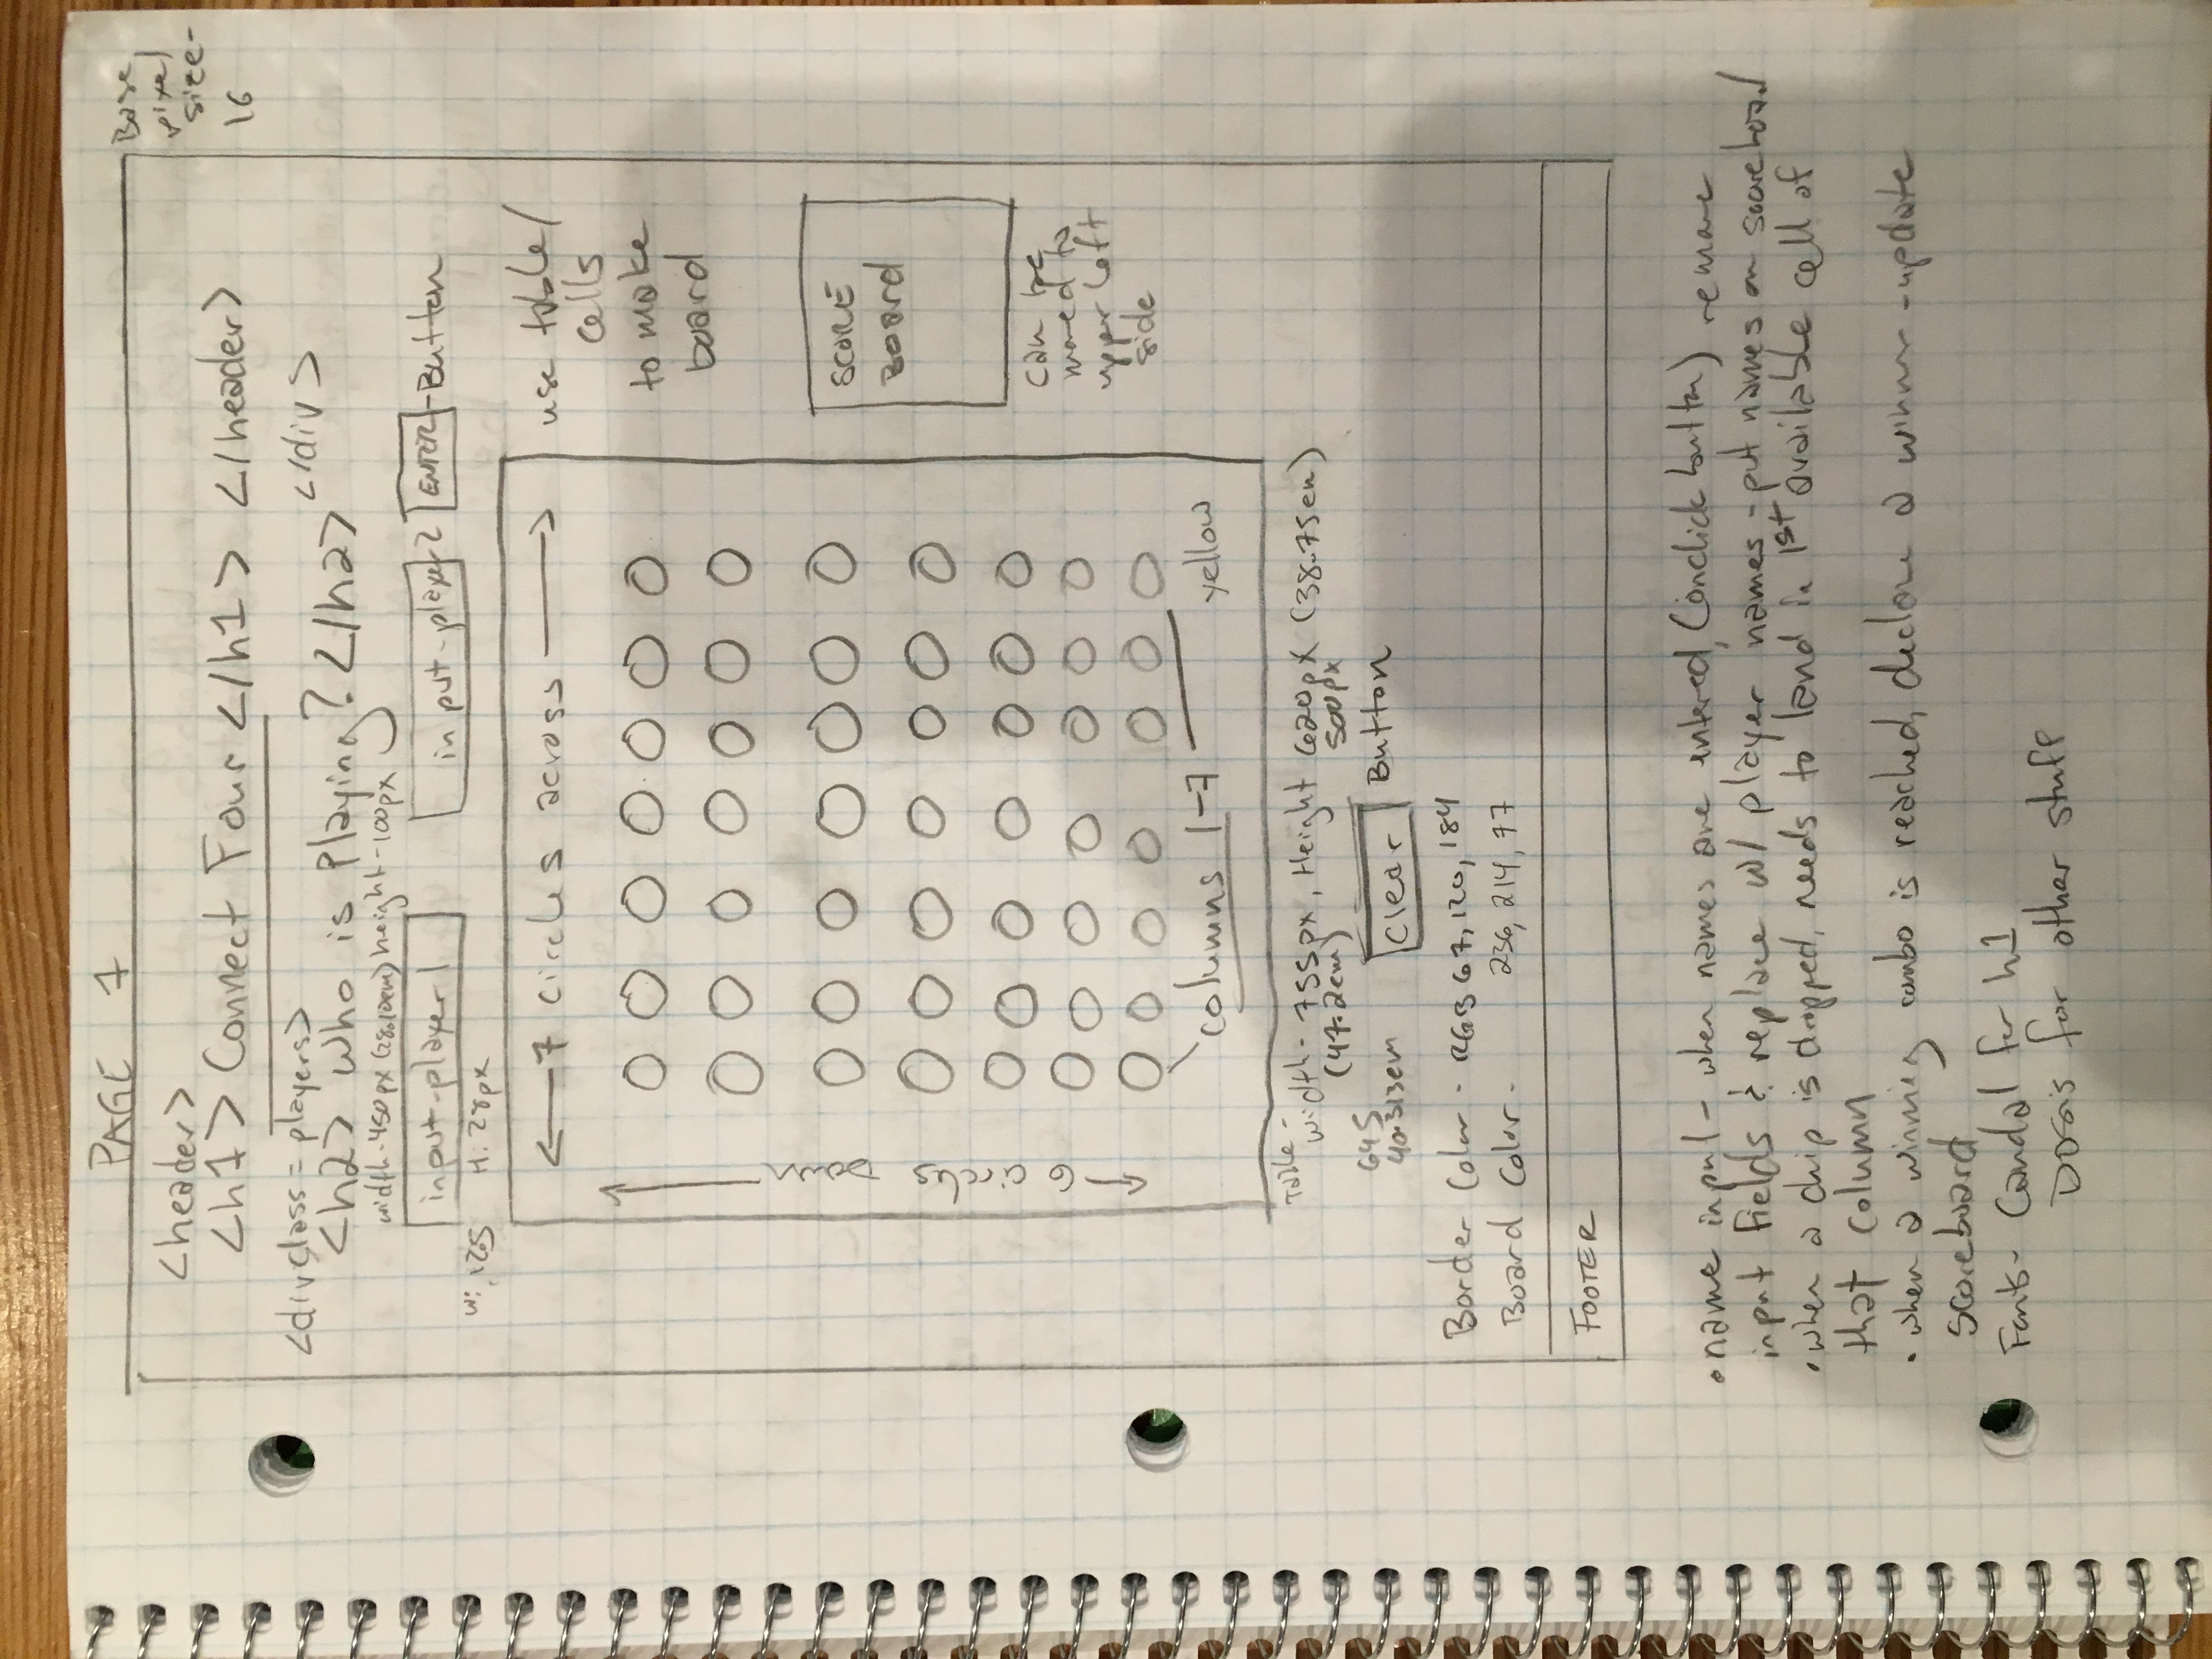 PAGE 1
Base
pixel
size-
16
<header>
<h1> Connect Four </h1> </header>
<div class = players>
</div>
<h2> Who is Playing? </h2>
width-450px (28.10em) height-100px
input-player 1
input-player 2
ENTER
-Button
W: 125 H: 28px
← 7 circles across →
use table/
cells
to make
board
← 6 circles Down →
SCORE
Board
can be
moved to
upper left
side
columns 1-7
yellow
Table -
width- 755px, Height 620px (38.75em)
(47.2em) 500px
645
40.313em
clear
Button
Border Color - RGB 67, 120, 184
Board Color - 236, 214, 77
FOOTER
• name input - when names are entered, (onclick button) remove
input fields & replace w/ player names - put names on scoreboard
• when a chip is dropped, needs to land in 1st available cell of
that column
• when a winning combo is reached, declare a winner - update
scoreboard
Fonts- Candal for h1
Dosis for other stuff